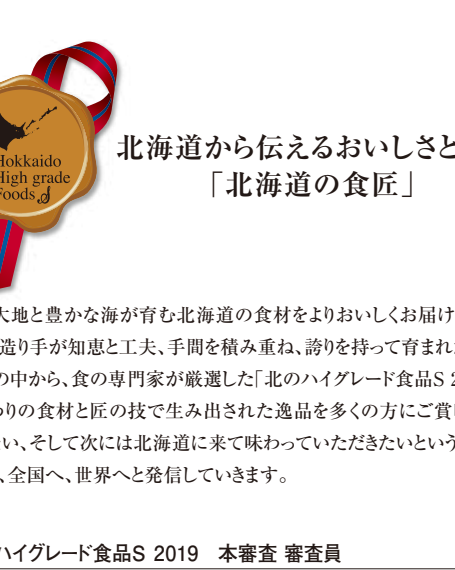 Hokkaido
High grade
Foods S
北海道から伝えるおいしさと
「北海道の食匠」
大地と豊かな海が育む北海道の食材をよりおいしくお届け
造り手が知恵と工夫、手間を積み重ね、誇りを持って育まれ
の中から、食の専門家が厳選した「北のハイグレード食品S 2
わりの食材と匠の技で生み出された逸品を多くの方にご賞
い、そして次には北海道に来て味わっていただきたいという
、全国へ、世界へと発信していきます。
ハイグレード食品S 2019　本審査 審査員